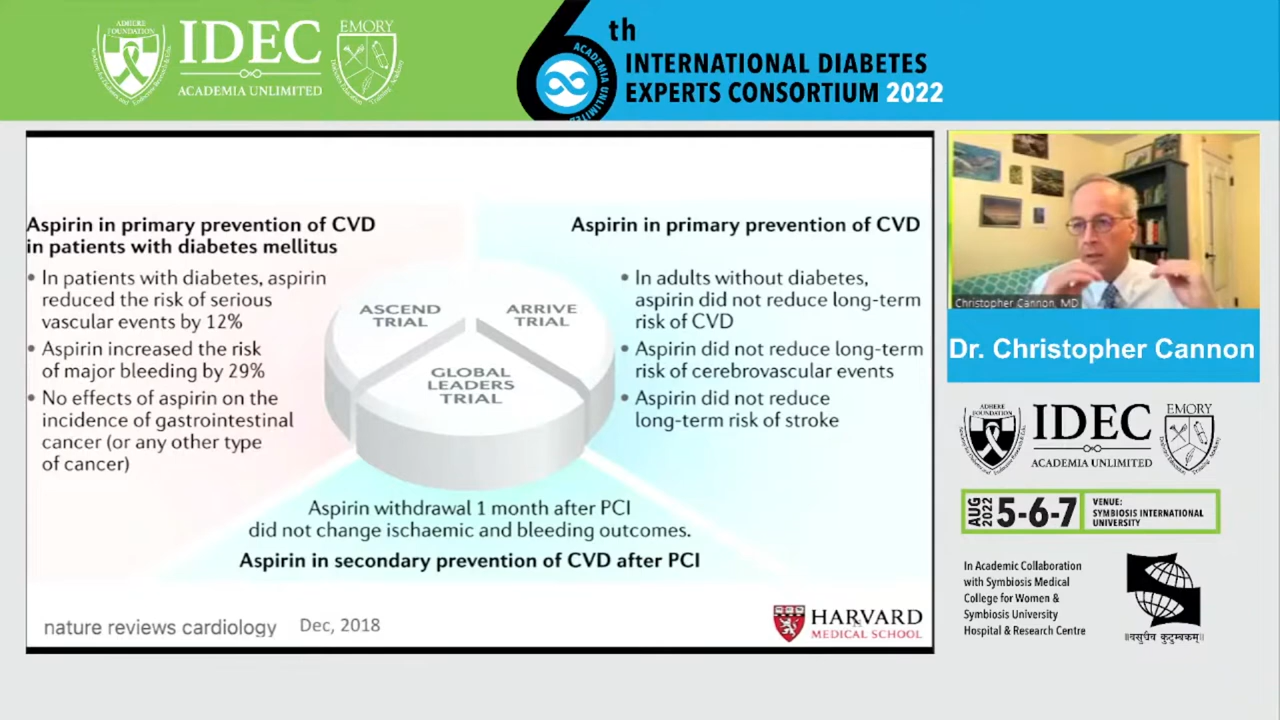 ADHERE
FOUNDATION
IDEC
ACADEMIA UNLIMITED
EMORY
6th
ACADEMIA UNLIMITED
INTERNATIONAL DIABETES
EXPERTS CONSORTIUM 2022
Aspirin in primary prevention of CVD
in patients with diabetes mellitus
• In patients with diabetes, aspirin
reduced the risk of serious
vascular events by 12%
• Aspirin increased the risk
of major bleeding by 29%
• No effects of aspirin on the
incidence of gastrointestinal
cancer (or any other type
of cancer)
ASCEND
TRIAL
ARRIVE
TRIAL
GLOBAL
LEADERS
TRIAL
Aspirin in primary prevention of CVD
• In adults without diabetes,
aspirin did not reduce long-term
risk of CVD
• Aspirin did not reduce long-term
risk of cerebrovascular events
• Aspirin did not reduce
long-term risk of stroke
Aspirin withdrawal 1 month after PCI
did not change ischaemic and bleeding outcomes.
Aspirin in secondary prevention of CVD after PCI
nature reviews cardiology Dec, 2018
HARVARD
MEDICAL SCHOOL
Christopher Cannon, MD
Dr. Christopher Cannon
ADHERE
FOUNDATION
IDEC
ACADEMIA UNLIMITED
EMORY
AUG
2022
5-6-7
VENUE:
SYMBIOSIS INTERNATIONAL
UNIVERSITY
In Academic Collaboration
with Symbiosis Medical
College for Women &
Symbiosis University
Hospital & Research Centre
॥वसुधैव कुटुम्बकम्॥